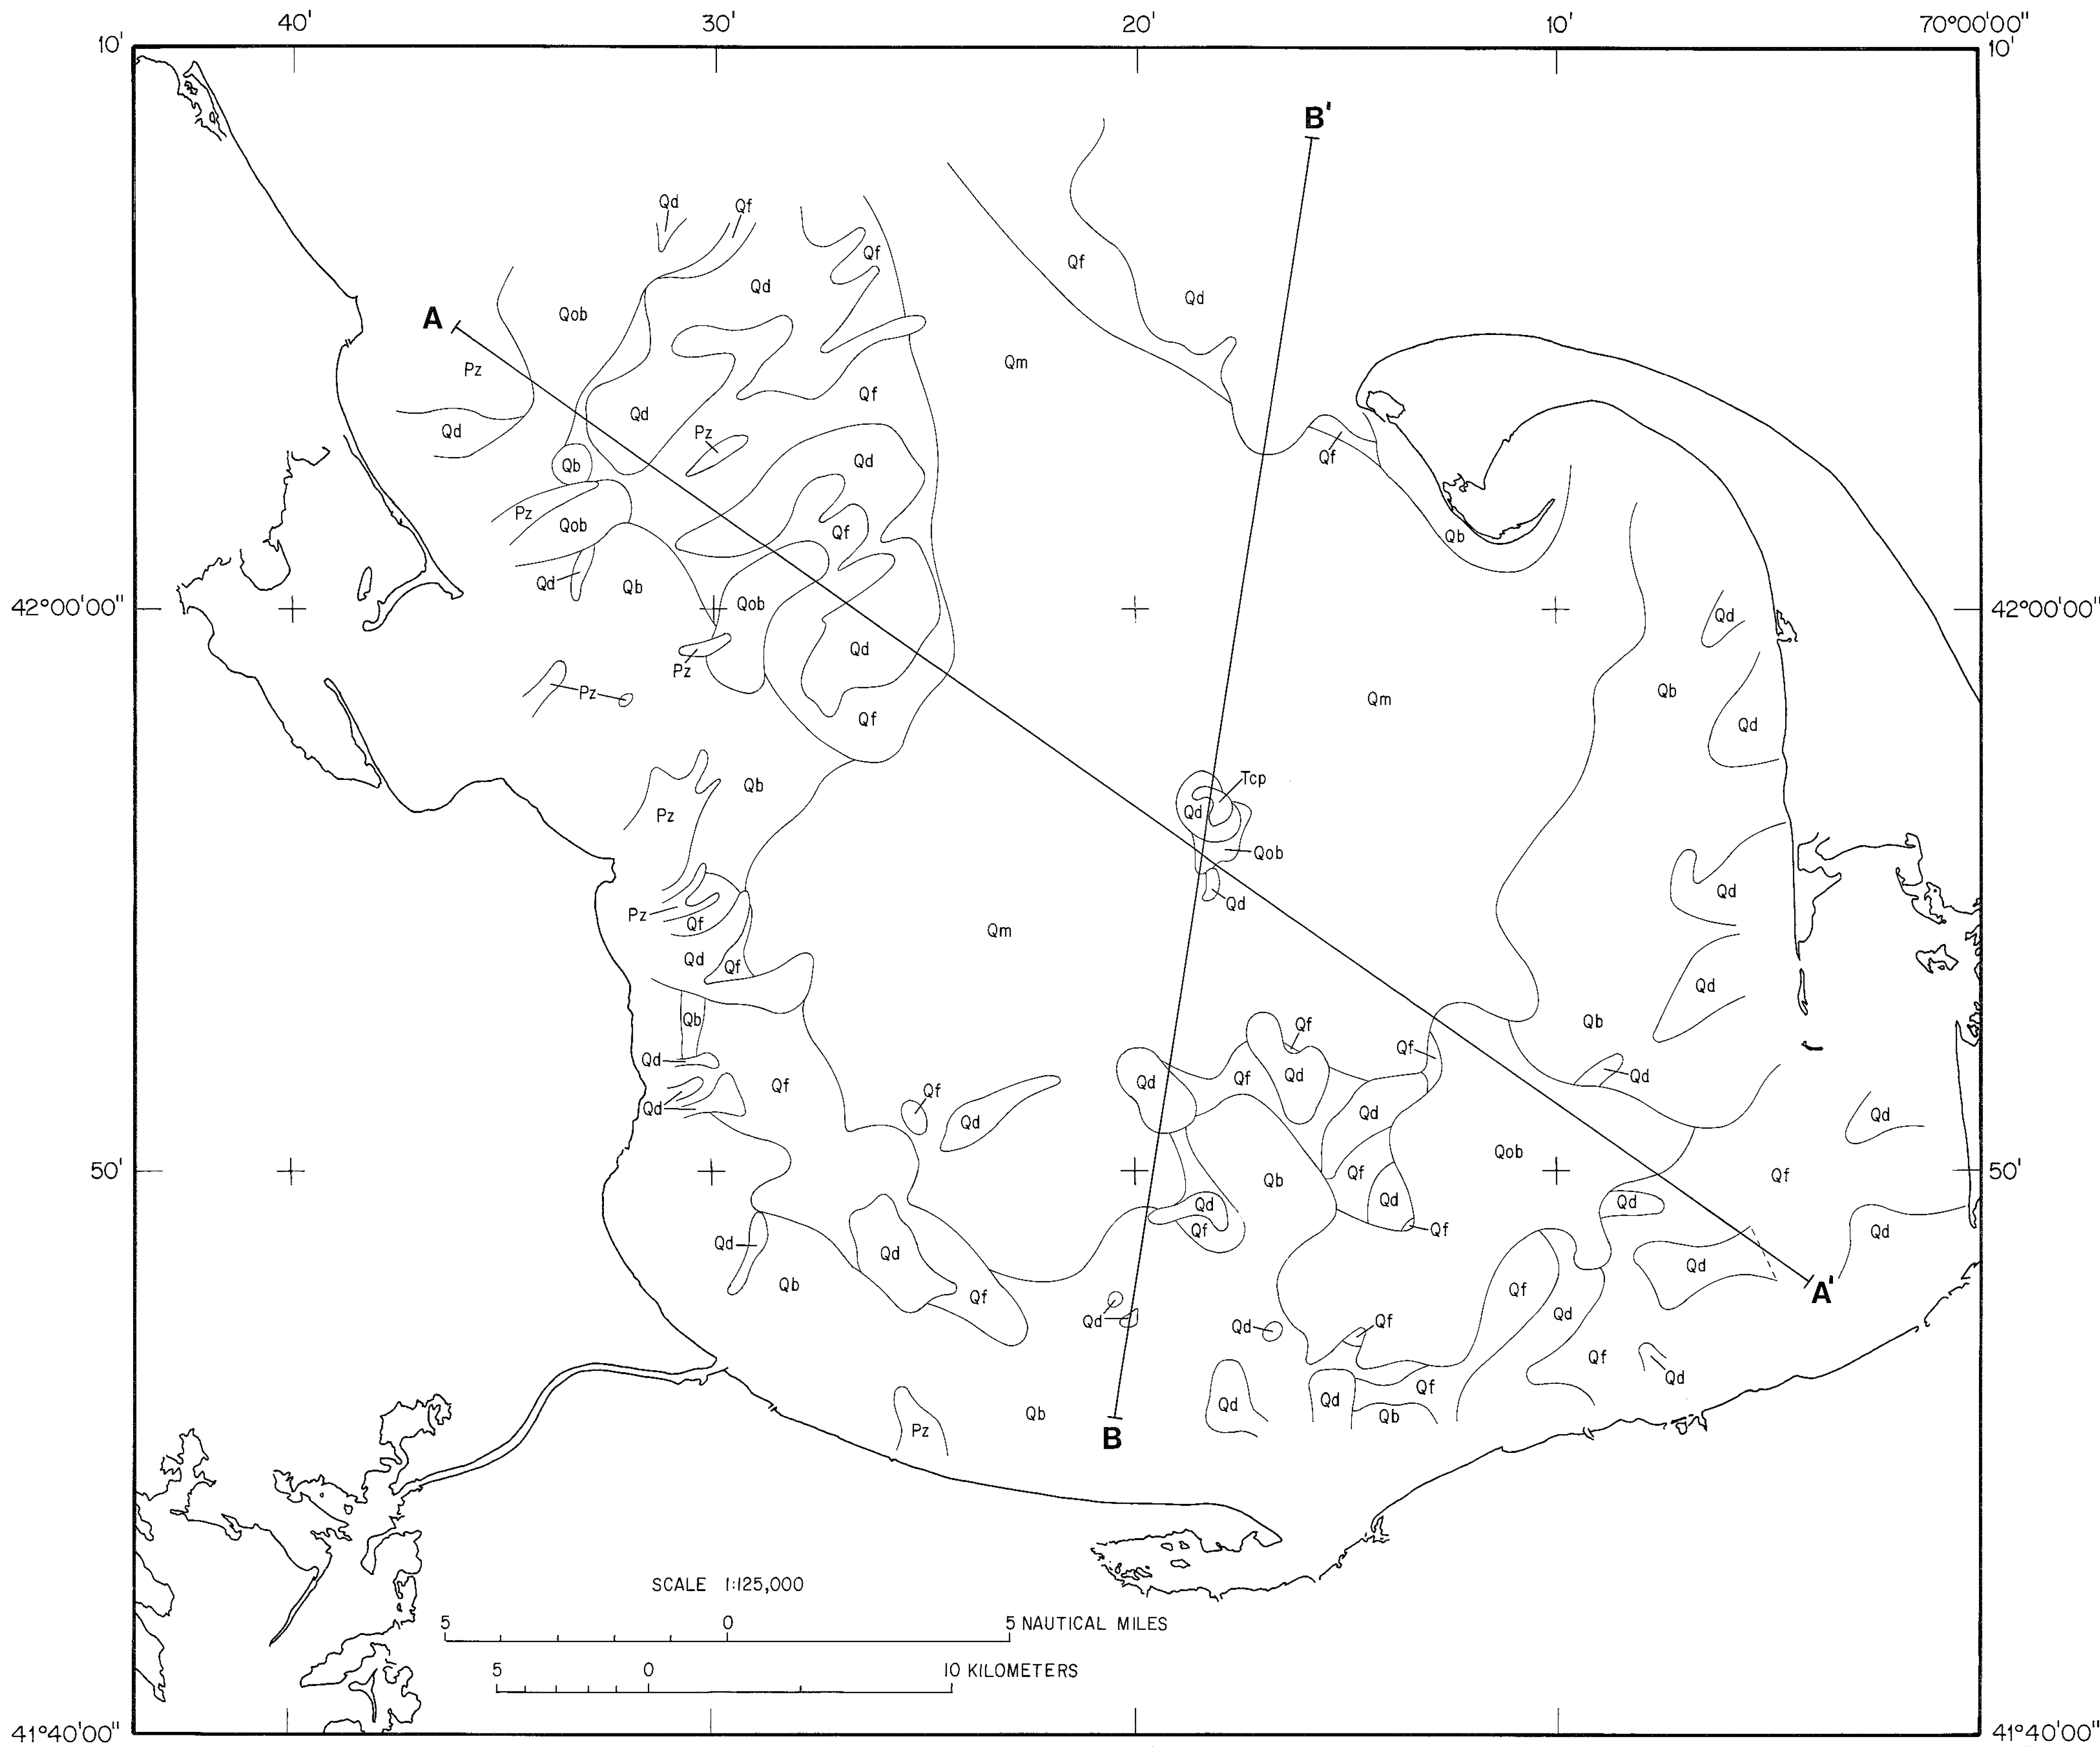 40' 30' 20' 10' 70°00'00"
10' 10'
B'
Qd Qf
Qf
Qf
Qd
Qd
Qob
A
Qm
Pz
Qf
Qd
Qd
Pz
Qf
Qb
Qd
Pz
Qob
Qf
Qb
Qd
Qb
42°00'00" 42°00'00"
Qob
Qd
Qd
Pz
Pz
Qb
Qm
Qf
Qd
Tcp
Qb
Qd
Pz
Qob
Qd
Qd
Pz
Qf
Qm
Qd
Qf
Qd
Qb
Qf
Qb
Qf
Qd
Qd
Qf
Qd
Qd
Qf
Qf
Qd
Qd
Qd
Qd
Qob
50' 50'
Qf
Qf
Qb
Qd
Qd
Qd
Qf
Qf
Qd
Qd
Qd
Qd
Qb
Qf
Qf
A'
Qd
Qd
Qf
Qd
Qf
Qd
Qf
Qd
Qd
Qb
Qb
Pz
B
SCALE 1:125,000
5 0 5 NAUTICAL MILES
5 0 10 KILOMETERS
41°40'00" 41°40'00"